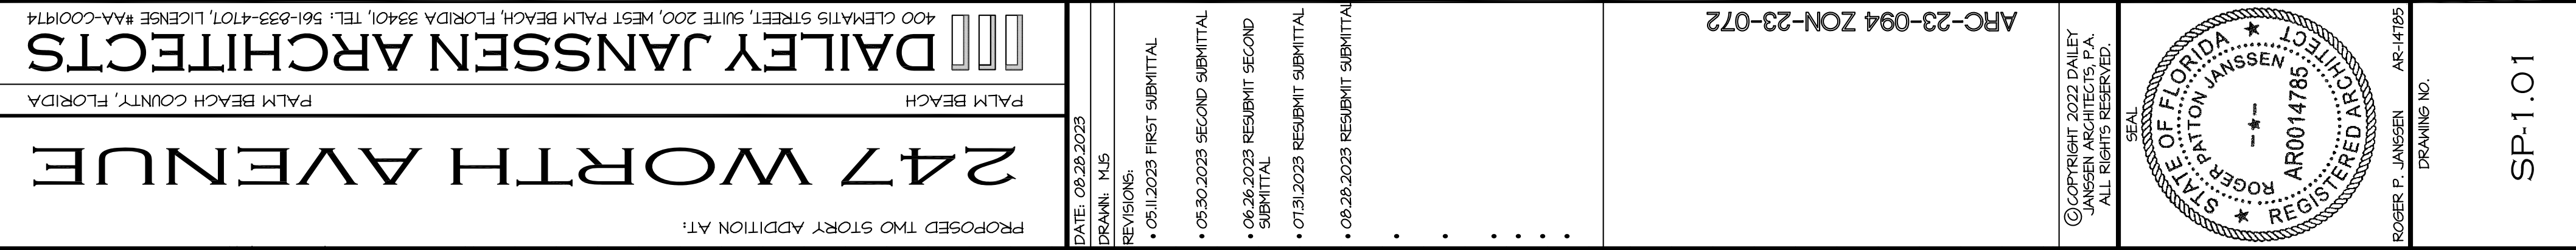 PROPOSED TWO STORY ADDITION AT:
247 WORTH AVENUE
PALM BEACH
PALM BEACH COUNTY, FLORIDA
DAILEY JANSSEN ARCHITECTS
400 CLEMATIS STREET, SUITE 200, WEST PALM BEACH, FLORIDA 33401, TEL: 561-833-4707, LICENSE #AA-C001974
DATE: 08.28.2023
DRAWN: MJS
REVISIONS:
• 05.11.2023 FIRST SUBMITTAL
• 05.30.2023 SECOND SUBMITTAL
• 06.26.2023 RESUBMIT SECOND
SUBMITTAL
• 07.31.2023 RESUBMIT SUBMITTAL
• 08.28.2023 RESUBMIT SUBMITTAL
ARC-23-094 ZON-23-072
©COPYRIGHT 2022 DAILEY
JANSSEN ARCHITECTS, P.A.
ALL RIGHTS RESERVED.
SEAL
STATE OF FLORIDA
ROGER PATTON JANSSEN
AR0014785
REGISTERED ARCHITECT
ROGER P. JANSSEN AR-14785
DRAWING NO.
SP-1.01